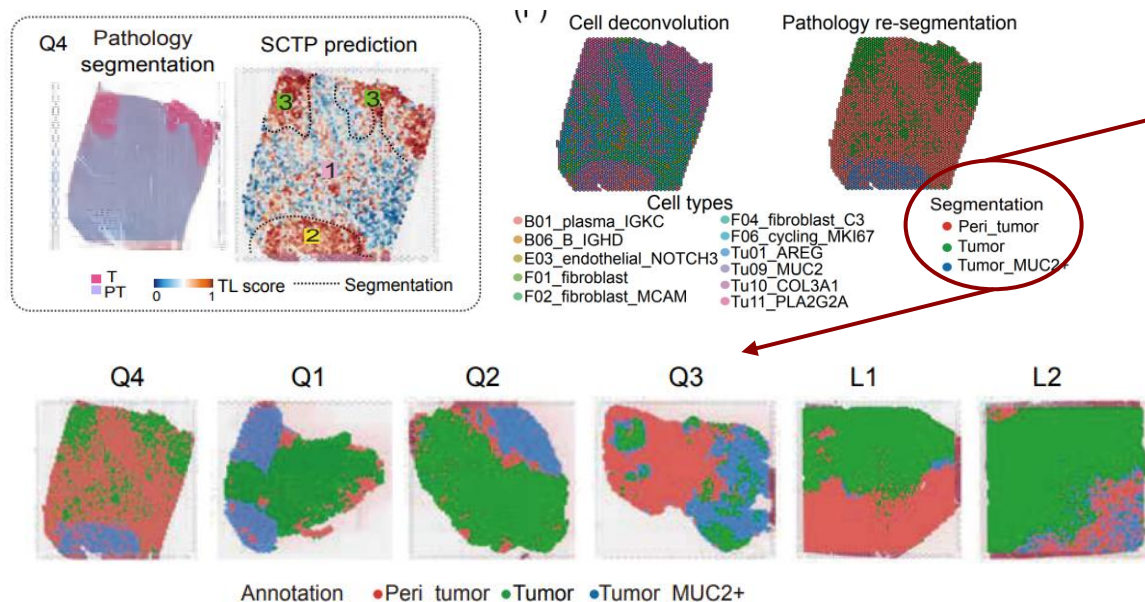 Q4
Pathology
segmentation
SCTP prediction
3
3
1
2
T
PT
0
1
TL score
Segmentation
Cell deconvolution
Pathology re-segmentation
Cell types
B01_plasma_IGKC
B06_B_IGHD
E03_endothelial_NOTCH3
F01_fibroblast
F02_fibroblast_MCAM
F04_fibroblast_C3
F06_cycling_MKI67
Tu01_AREG
Tu09_MUC2
Tu10_COL3A1
Tu11_PLA2G2A
Segmentation
Peri_tumor
Tumor
Tumor_MUC2+
Q4 Q1 Q2 Q3 L1 L2
Annotation Peri tumor Tumor Tumor MUC2+